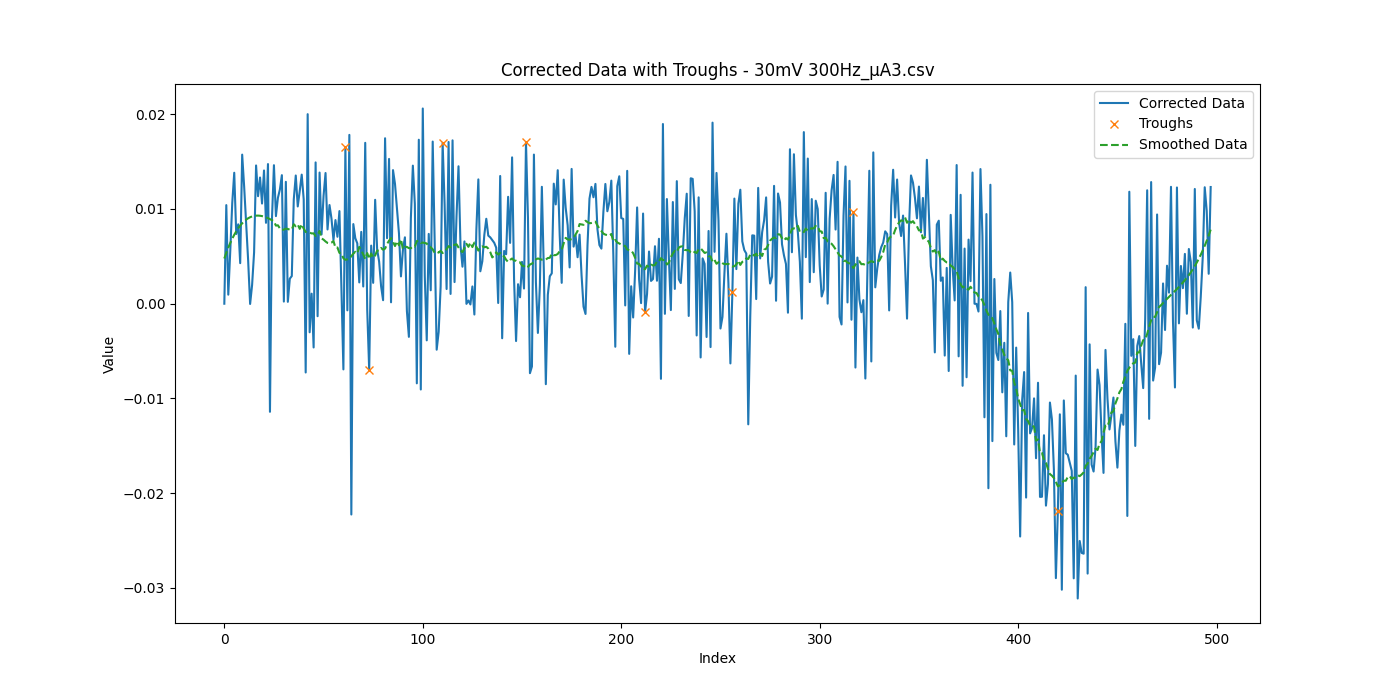 Corrected Data with Troughs - 30mV 300Hz_µA3.csv
Corrected Data
Troughs
Smoothed Data
Value
0.02
0.01
0.00
−0.01
−0.02
−0.03
0 100 200 300 400 500
Index